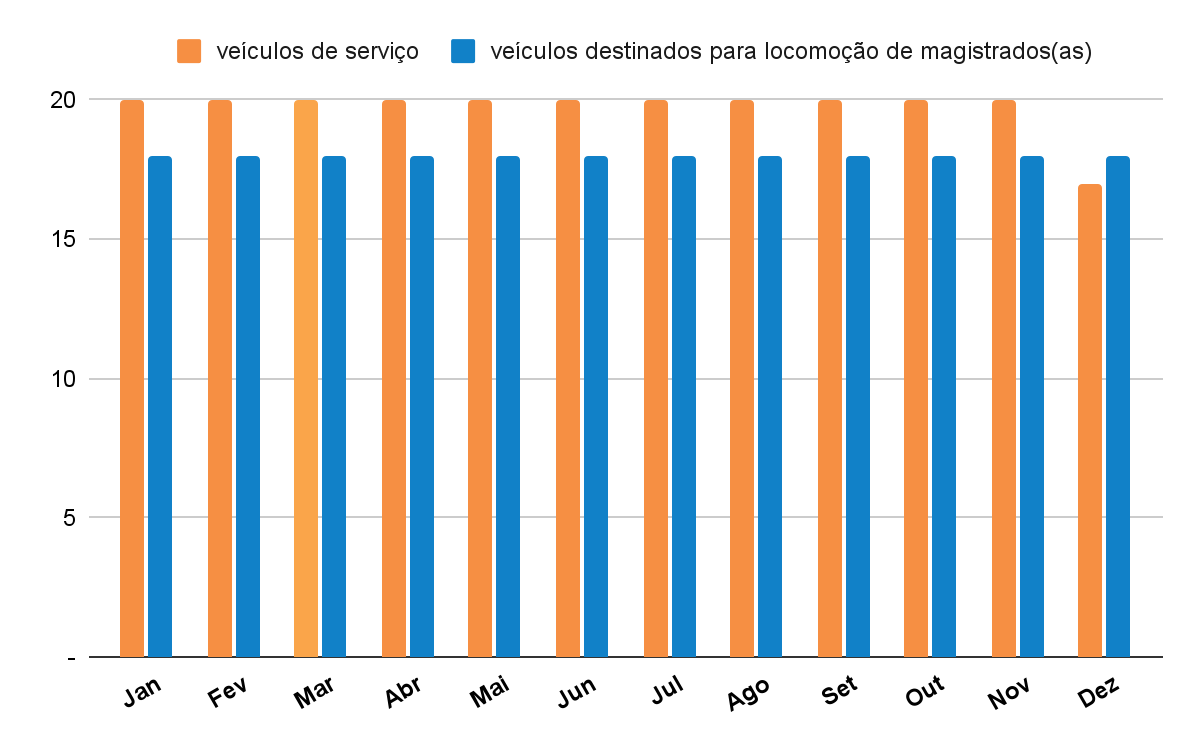 veículos de serviço veículos destinados para locomoção de magistrados(as)
20
15
10
5
-
Jan Fev Mar Abr Mai Jun Jul Ago Set Out Nov Dez